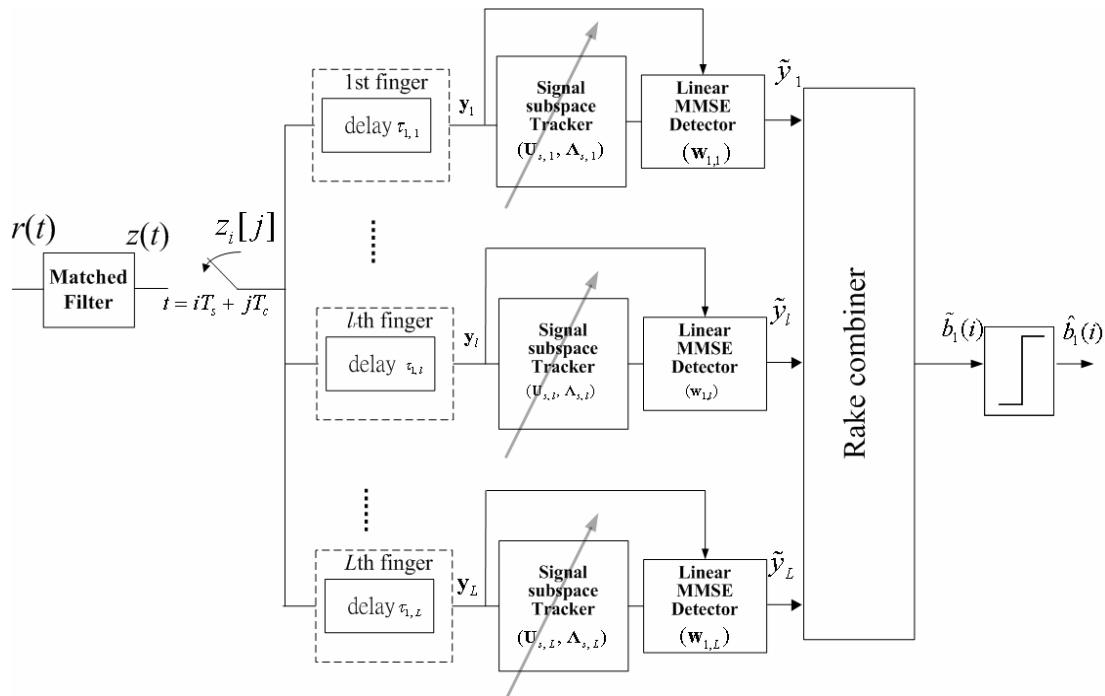 r(t)
Matched
Filter
z(t)
z_i[j]
t = iT_s + jT_c
1st finger
delay τ_{1,1}
y_1
Signal
subspace
Tracker
(U_{s,1}, Λ_{s,1})
Linear
MMSE
Detector
(w_{1,1})
ỹ_1
lth finger
delay τ_{1,l}
y_l
Signal
subspace
Tracker
(U_{s,l}, Λ_{s,l})
Linear
MMSE
Detector
(w_{1,l})
ỹ_l
Lth finger
delay τ_{1,L}
y_L
Signal
subspace
Tracker
(U_{s,L}, Λ_{s,L})
Linear
MMSE
Detector
(w_{1,L})
ỹ_L
Rake combiner
b̃_1(i)
b̂_1(i)